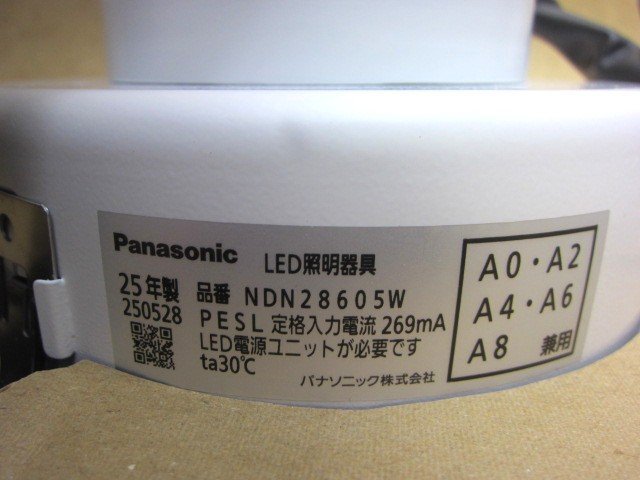 Panasonic LED照明器具
25年製 品番 NDN28605W
250528 PESL 定格入力電流 269mA
LED電源ユニットが必要です
ta30℃ パナソニック株式会社
A0・A2
A4・A6
A8 兼用